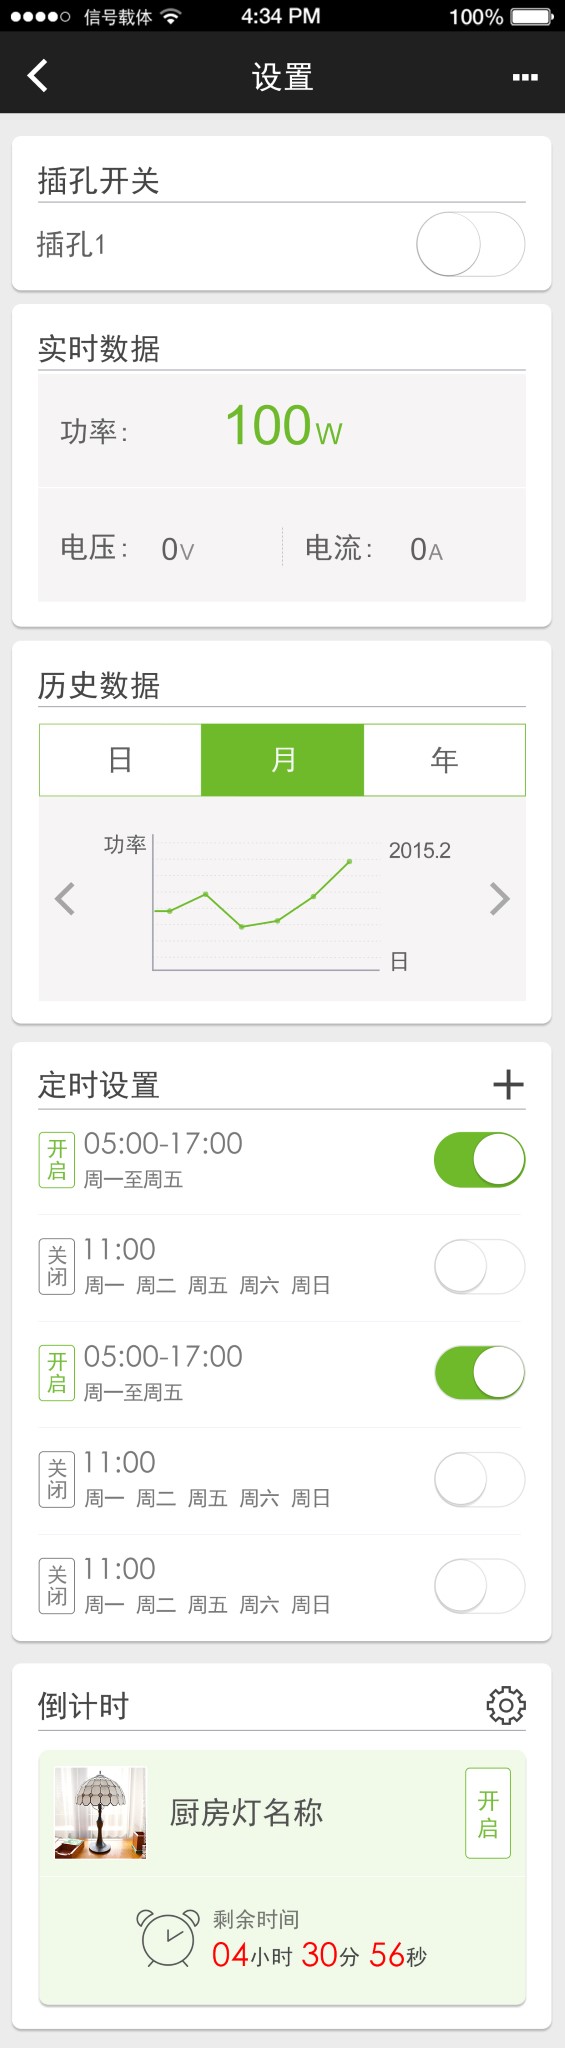 信号载体 4:34 PM 100%
设置
插孔开关
插孔1
实时数据
功率: 100W
电压: 0V 电流: 0A
历史数据
日 月 年
功率 2015.2
日
定时设置
开启 05:00-17:00
周一至周五
关闭 11:00
周一 周二 周五 周六 周日
开启 05:00-17:00
周一至周五
关闭 11:00
周一 周二 周五 周六 周日
关闭 11:00
周一 周二 周五 周六 周日
倒计时
厨房灯名称 开启
剩余时间
04小时 30分 56秒